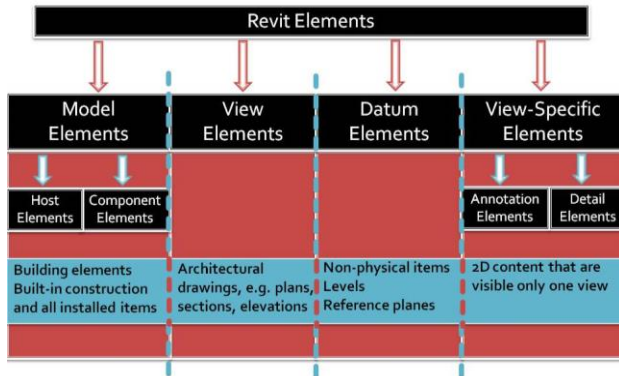 Revit Elements
Model
Elements
View
Elements
Datum
Elements
View-Specific
Elements
Host
Elements
Component
Elements
Annotation
Elements
Detail
Elements
Building elements
Built-in construction
and all installed items
Architectural
drawings, e.g. plans,
sections, elevations
Non-physical items
Levels
Reference planes
2D content that are
visible only one view